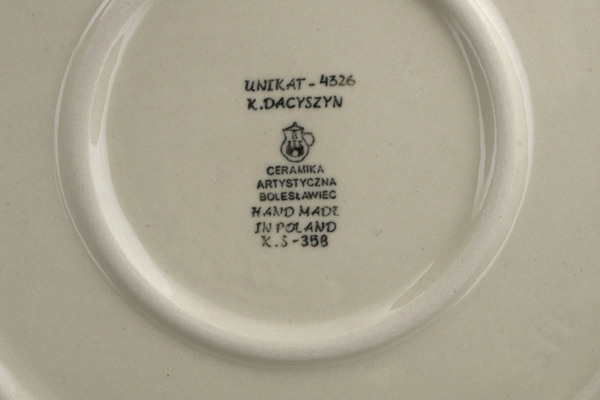 UNIKAT - 4326
K.DACYSZYN
CERAMIKA
ARTYSTYCZNA
BOLESŁAWIEC
HAND MADE
IN POLAND
K.S-358